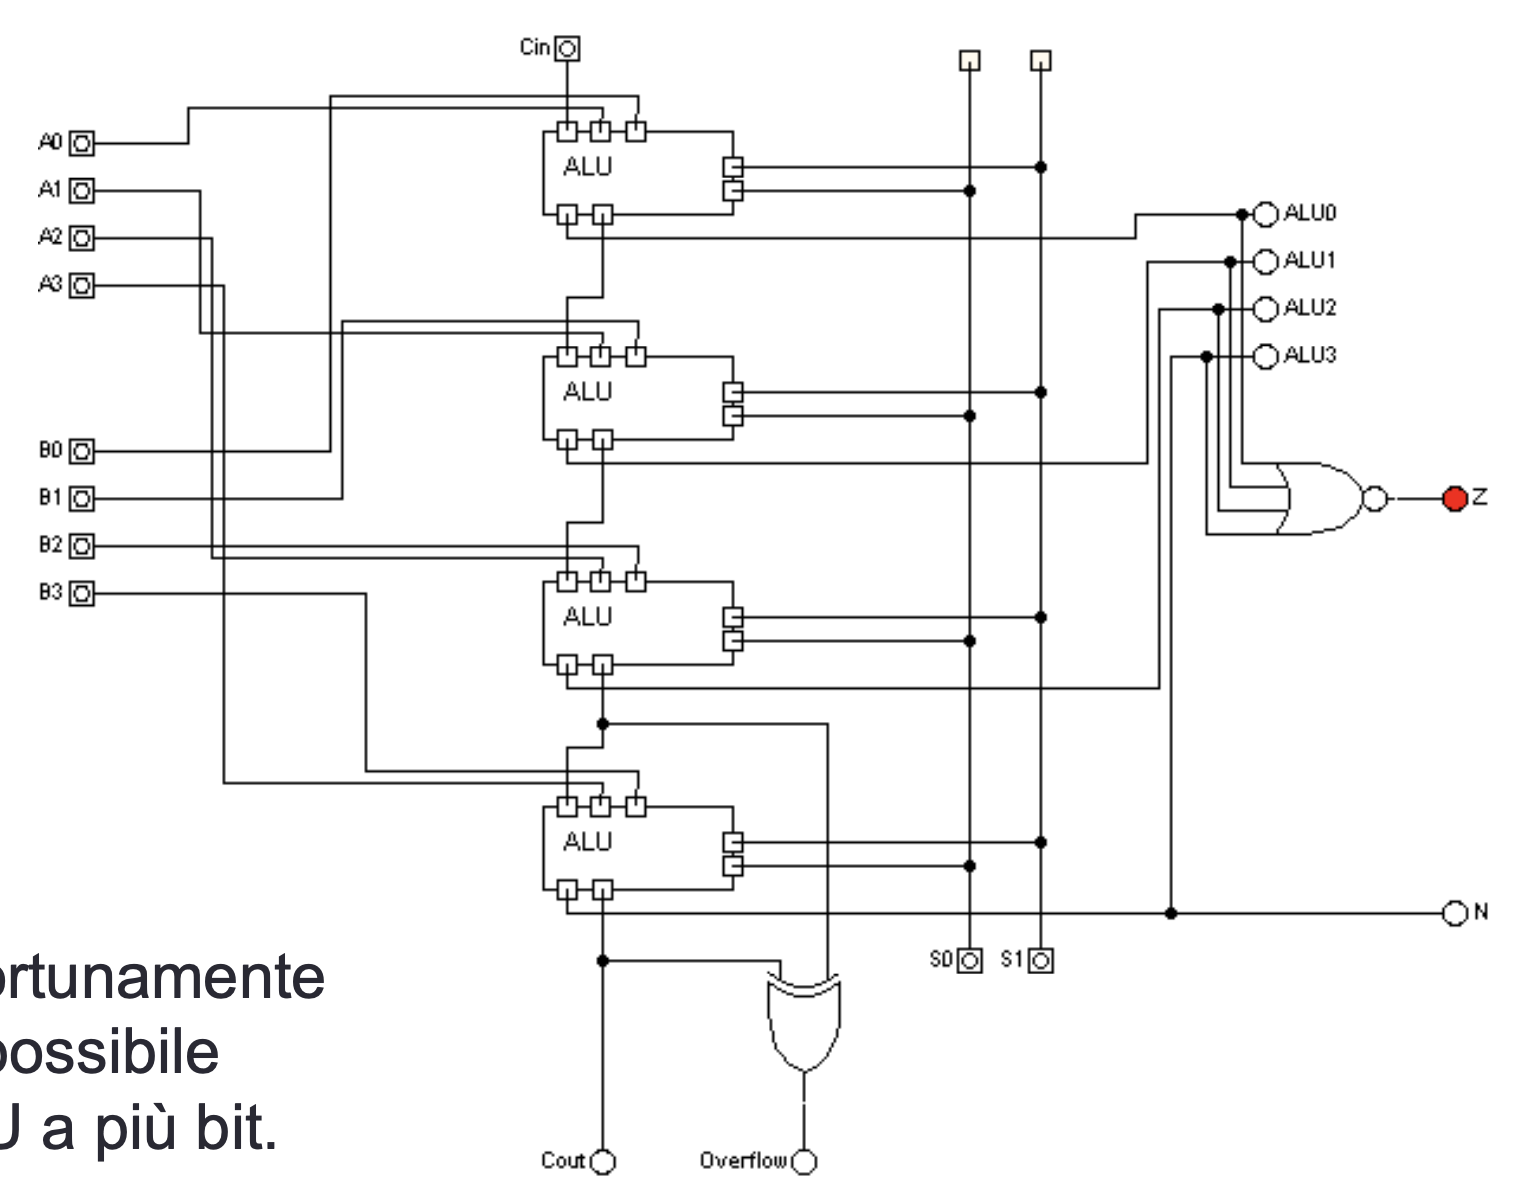 Cin
A0
A1
A2
A3
B0
B1
B2
B3
ALU
ALU
ALU
ALU
ALU0
ALU1
ALU2
ALU3
Z
N
S0 S1
Cout Overflow
ortunamente
possibile
U a più bit.